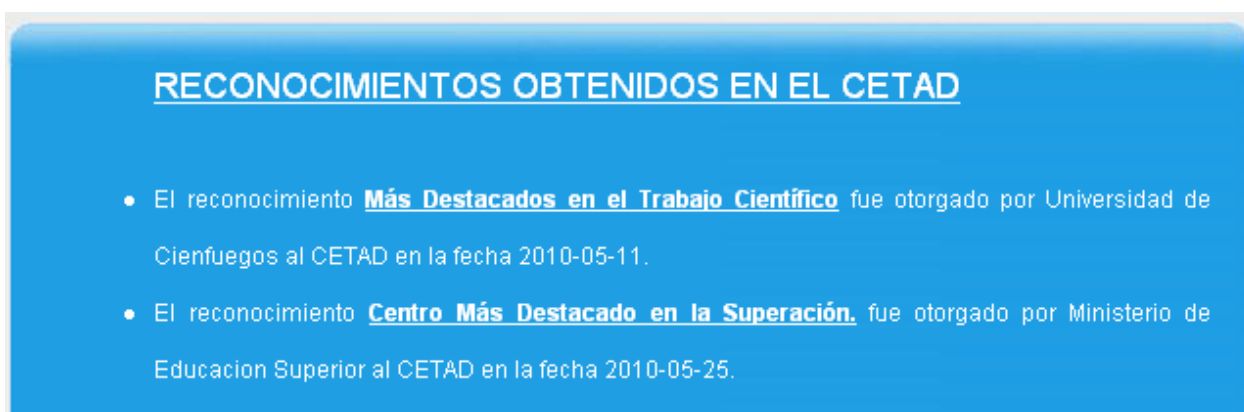 RECONOCIMIENTOS OBTENIDOS EN EL CETAD
● El reconocimiento Más Destacados en el Trabajo Científico fue otorgado por Universidad de
Cienfuegos al CETAD en la fecha 2010-05-11.
● El reconocimiento Centro Más Destacado en la Superación. fue otorgado por Ministerio de
Educacion Superior al CETAD en la fecha 2010-05-25.